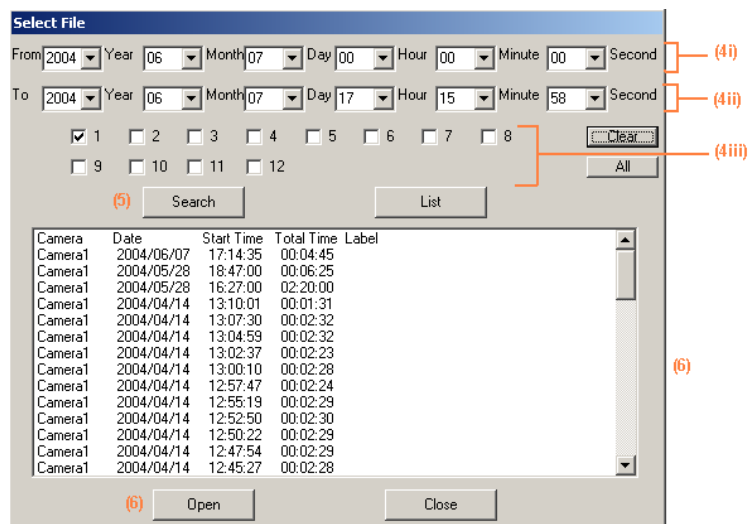 Select File
From 2004 Year 06 Month 07 Day 00 Hour 00 Minute 00 Second (4i)
To 2004 Year 06 Month 07 Day 17 Hour 15 Minute 58 Second (4ii)
1 2 3 4 5 6 7 8 Clear
(4iii)
9 10 11 12 All
(5) Search List
Camera Date Start Time Total Time Label
Camera1 2004/06/07 17:14:35 00:04:45
Camera1 2004/05/28 18:47:00 00:06:25
Camera1 2004/05/28 16:27:00 02:20:00
Camera1 2004/04/14 13:10:01 00:01:31
Camera1 2004/04/14 13:07:30 00:02:32
Camera1 2004/04/14 13:04:59 00:02:32
Camera1 2004/04/14 13:02:37 00:02:23
Camera1 2004/04/14 13:00:10 00:02:28
(6)
Camera1 2004/04/14 12:57:47 00:02:24
Camera1 2004/04/14 12:55:19 00:02:29
Camera1 2004/04/14 12:52:50 00:02:30
Camera1 2004/04/14 12:50:22 00:02:29
Camera1 2004/04/14 12:47:54 00:02:29
Camera1 2004/04/14 12:45:27 00:02:28
(6) Open Close